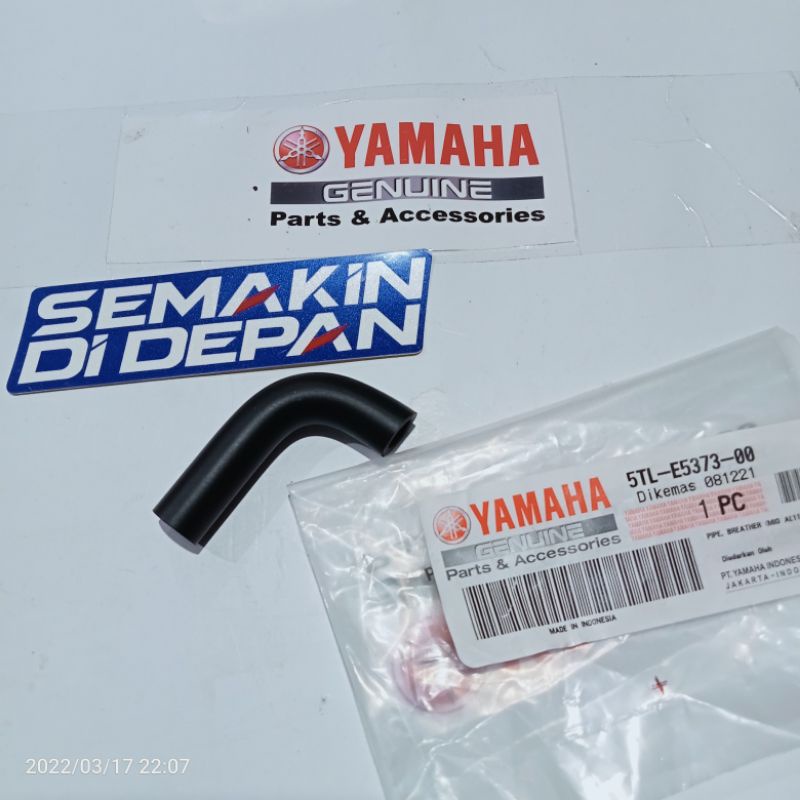 YAMAHA
GENUINE
Parts & Accessories
SEMAKIN
DI DEPAN
5TL-E5373-00
Dikemas 081221
1 PC
YAMAHA
GENUINE
Parts & Accessories
PIPE, BREATHER
Diedarkan Oleh
PT.YAMAHA INDONES
JAKARTA-INDO
MADE IN INDONESIA
2022/03/17 22:07